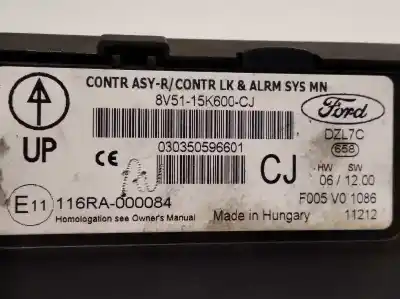 CONTR ASY-R/CONTR LK & ALRM SYS MN
8V51-15K600-CJ
Ford
DZL7C
UP
030350596601
658
CE
CJ
HW SW
06 / 12.00
E11 116RA-000084
F005 V0 1086
Homologation see Owner's Manual
Made in Hungary
11212